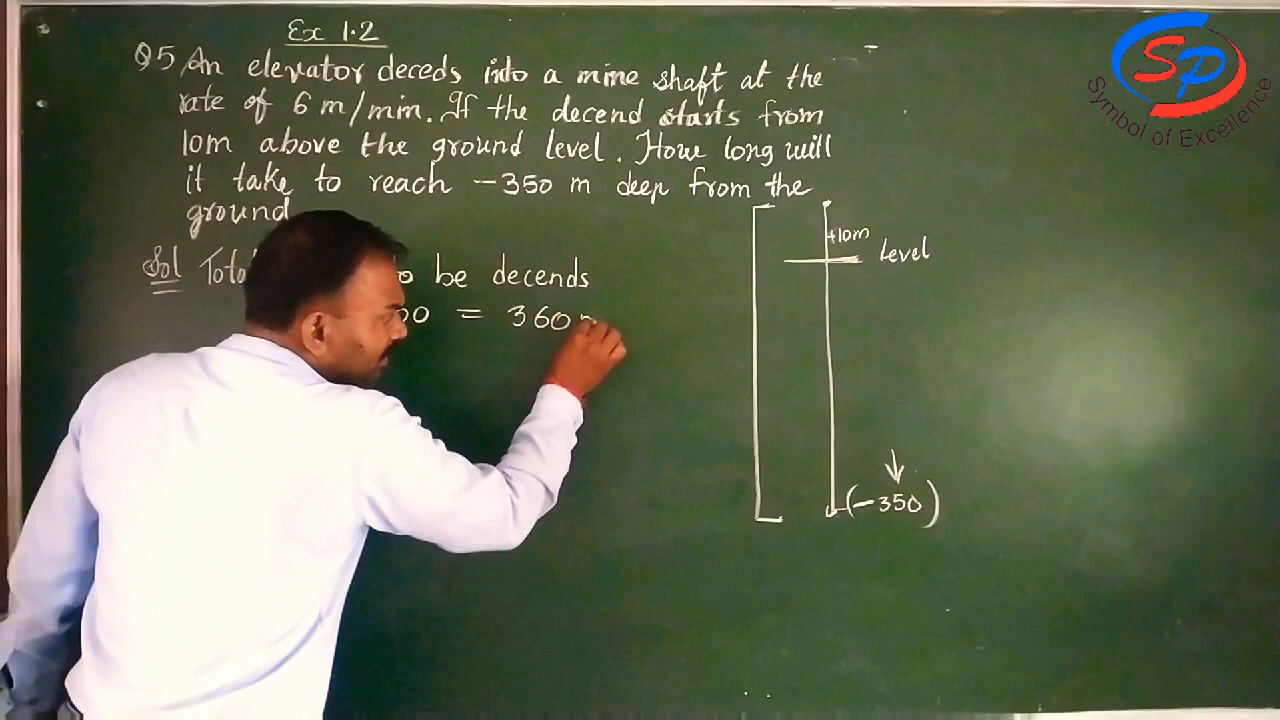 Ex 1.2
Q5 An elevator deceds into a mine shaft at the
rate of 6 m/min. If the decend starts from
10m above the ground level. How long will
it take to reach -350 m deep from the
ground
Sol to be decends
= 360
+10m
Level
(-350)
SP
Symbol of Excellence